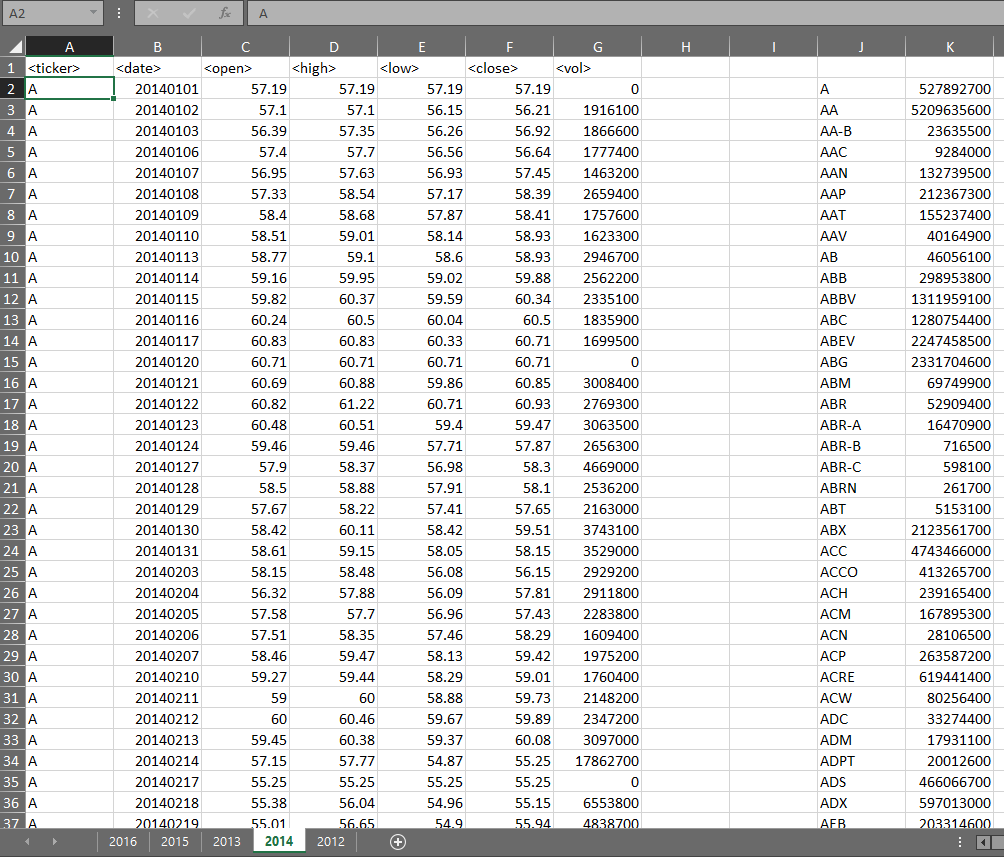 A2 fx A
A B C D E F G H I J K
1 <ticker> <date> <open> <high> <low> <close> <vol>
2 A 20140101 57.19 57.19 57.19 57.19 0 A 527892700
3 A 20140102 57.1 57.1 56.15 56.21 1916100 AA 5209635600
4 A 20140103 56.39 57.35 56.26 56.92 1866600 AA-B 23635500
5 A 20140106 57.4 57.7 56.56 56.64 1777400 AAC 9284000
6 A 20140107 56.95 57.63 56.93 57.45 1463200 AAN 132739500
7 A 20140108 57.33 58.54 57.17 58.39 2659400 AAP 212367300
8 A 20140109 58.4 58.68 57.87 58.41 1757600 AAT 155237400
9 A 20140110 58.51 59.01 58.14 58.93 1623300 AAV 40164900
10 A 20140113 58.77 59.1 58.6 58.93 2946700 AB 46056100
11 A 20140114 59.16 59.95 59.02 59.88 2562200 ABB 298953800
12 A 20140115 59.82 60.37 59.59 60.34 2335100 ABBV 1311959100
13 A 20140116 60.24 60.5 60.04 60.5 1835900 ABC 1280754400
14 A 20140117 60.83 60.83 60.33 60.71 1699500 ABEV 2247458500
15 A 20140120 60.71 60.71 60.71 60.71 0 ABG 2331704600
16 A 20140121 60.69 60.88 59.86 60.85 3008400 ABM 69749900
17 A 20140122 60.82 61.22 60.71 60.93 2769300 ABR 52909400
18 A 20140123 60.48 60.51 59.4 59.47 3063500 ABR-A 16470900
19 A 20140124 59.46 59.46 57.71 57.87 2656300 ABR-B 716500
20 A 20140127 57.9 58.37 56.98 58.3 4669000 ABR-C 598100
21 A 20140128 58.5 58.88 57.91 58.1 2536200 ABRN 261700
22 A 20140129 57.67 58.22 57.41 57.65 2163000 ABT 5153100
23 A 20140130 58.42 60.11 58.42 59.51 3743100 ABX 2123561700
24 A 20140131 58.61 59.15 58.05 58.15 3529000 ACC 4743466000
25 A 20140203 58.15 58.48 56.08 56.15 2929200 ACCO 413265700
26 A 20140204 56.32 57.88 56.09 57.81 2911800 ACH 239165400
27 A 20140205 57.58 57.7 56.96 57.43 2283800 ACM 167895300
28 A 20140206 57.51 58.35 57.46 58.29 1609400 ACN 28106500
29 A 20140207 58.46 59.47 58.13 59.42 1975200 ACP 263587200
30 A 20140210 59.27 59.44 58.29 59.01 1760400 ACRE 619441400
31 A 20140211 59 60 58.88 59.73 2148200 ACW 80256400
32 A 20140212 60 60.46 59.67 59.89 2347200 ADC 33274400
33 A 20140213 59.45 60.38 59.37 60.08 3097000 ADM 17931100
34 A 20140214 57.15 57.77 54.87 55.25 17862700 ADPT 20012600
35 A 20140217 55.25 55.25 55.25 55.25 0 ADS 466066700
36 A 20140218 55.38 56.04 54.96 55.15 6553800 ADX 597013000
37 A 20140219 55.01 56.65 54.9 55.94 4838700 AEB 203314600
2016 2015 2013 2014 2012